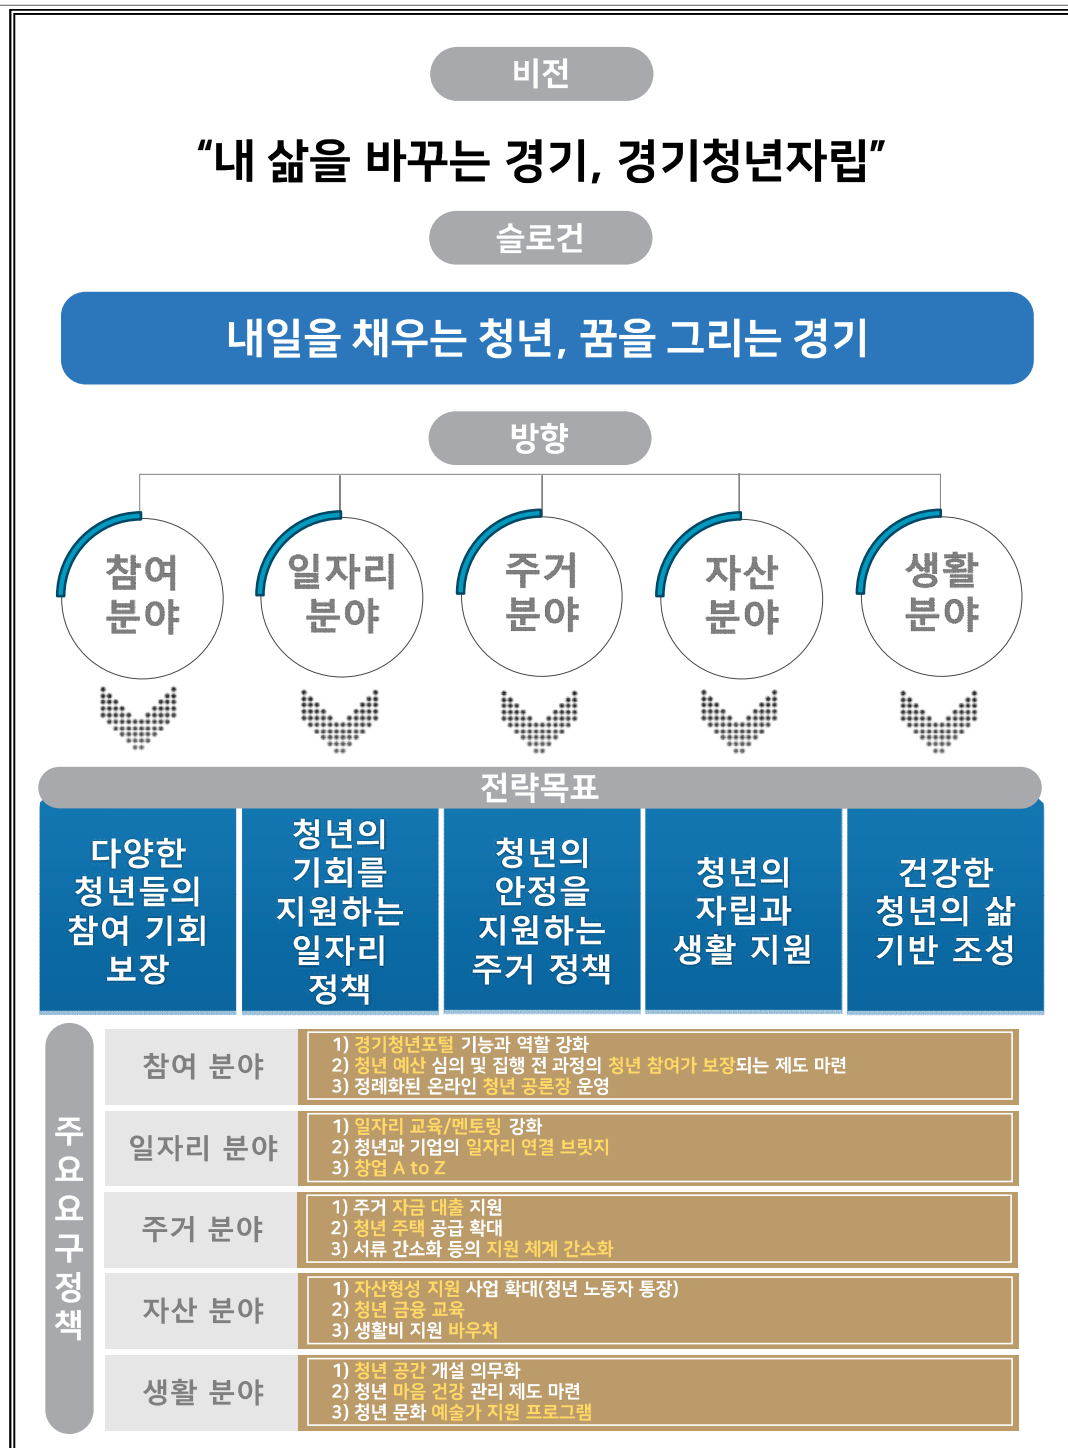 비전
“내 삶을 바꾸는 경기, 경기청년자립”
슬로건
내일을 채우는 청년, 꿈을 그리는 경기
방향
참여
분야
일자리
분야
주거
분야
자산
분야
생활
분야
전략목표
다양한
청년들의
참여 기회
보장
청년의
기회를
지원하는
일자리
정책
청년의
안정을
지원하는
주거 정책
청년의
자립과
생활 지원
건강한
청년의 삶
기반 조성
주요요구정책
참여 분야
1) 경기청년포털 기능과 역할 강화
2) 청년 예산 심의 및 집행 전 과정의 청년 참여가 보장되는 제도 마련
3) 정례화된 온라인 청년 공론장 운영
일자리 분야
1) 일자리 교육/멘토링 강화
2) 청년과 기업의 일자리 연결 브릿지
3) 창업 A to Z
주거 분야
1) 주거 자금 대출 지원
2) 청년 주택 공급 확대
3) 서류 간소화 등의 지원 체계 간소화
자산 분야
1) 자산형성 지원 사업 확대(청년 노동자 통장)
2) 청년 금융 교육
3) 생활비 지원 바우처
생활 분야
1) 청년 공간 개설 의무화
2) 청년 마음 건강 관리 제도 마련
3) 청년 문화 예술가 지원 프로그램